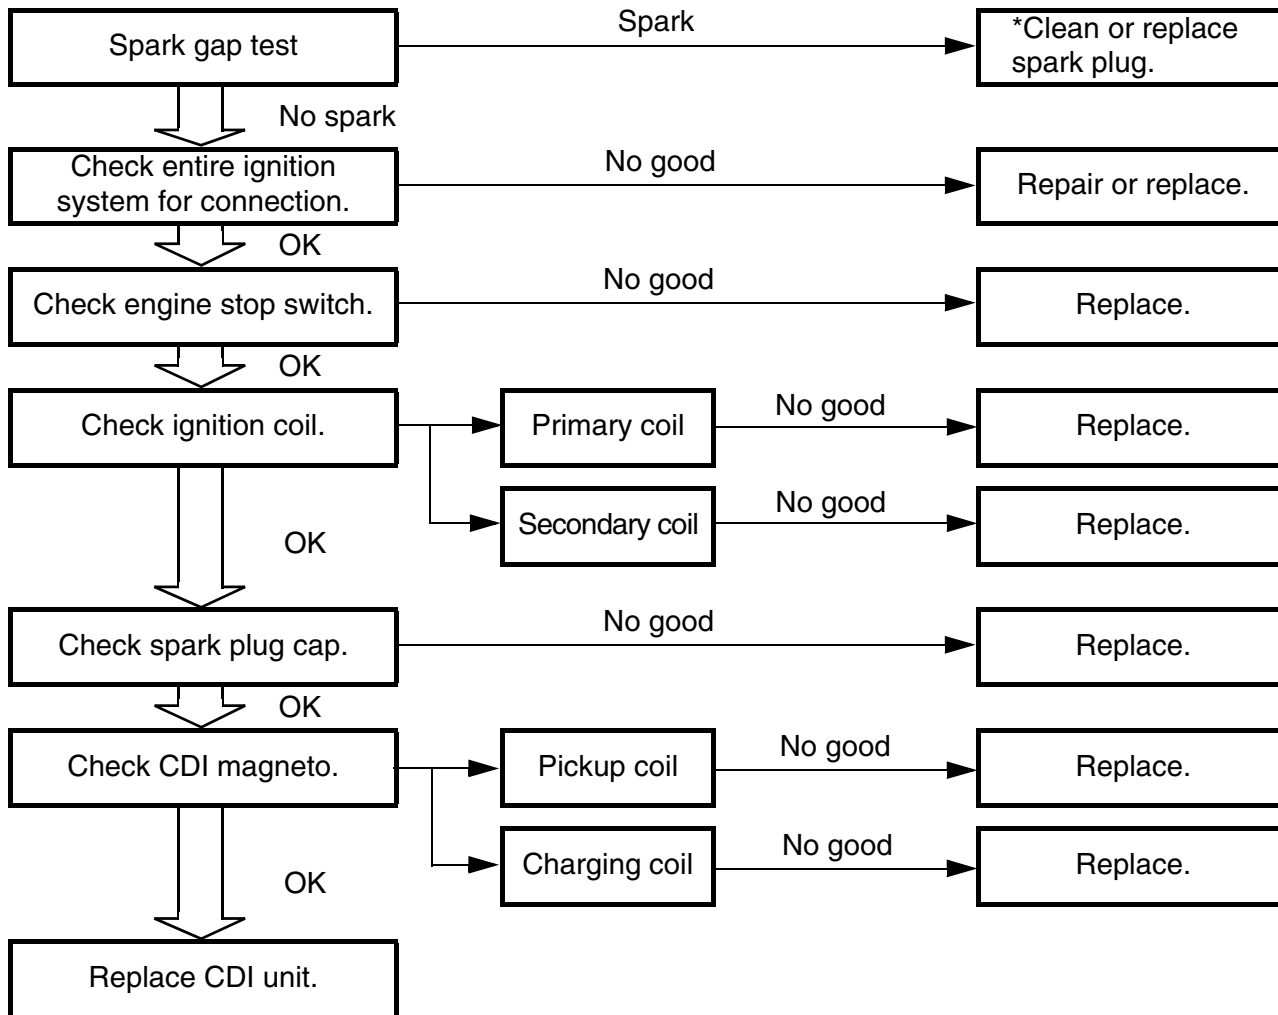 Spark gap test
Spark
*Clean or replace
spark plug.
No spark
Check entire ignition
system for connection.
No good
Repair or replace.
OK
Check engine stop switch.
No good
Replace.
OK
Check ignition coil.
Primary coil
No good
Replace.
Secondary coil
No good
Replace.
OK
Check spark plug cap.
No good
Replace.
OK
Check CDI magneto.
Pickup coil
No good
Replace.
Charging coil
No good
Replace.
OK
Replace CDI unit.